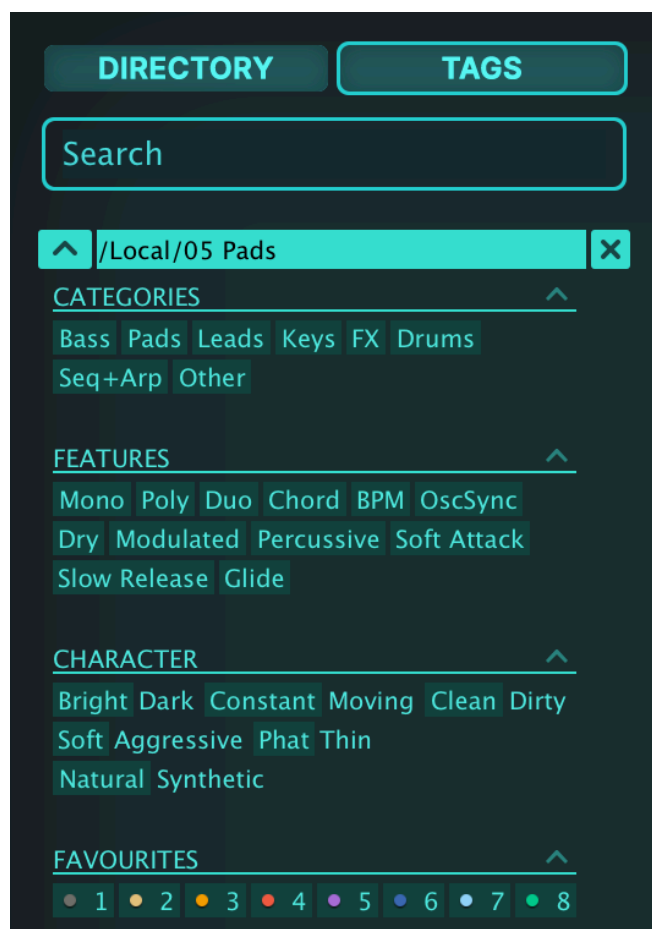 DIRECTORY TAGS
Search
/Local/05 Pads
CATEGORIES
Bass Pads Leads Keys FX Drums
Seq+Arp Other
FEATURES
Mono Poly Duo Chord BPM OscSync
Dry Modulated Percussive Soft Attack
Slow Release Glide
CHARACTER
Bright Dark Constant Moving Clean Dirty
Soft Aggressive Phat Thin
Natural Synthetic
FAVOURITES
1 2 3 4 5 6 7 8